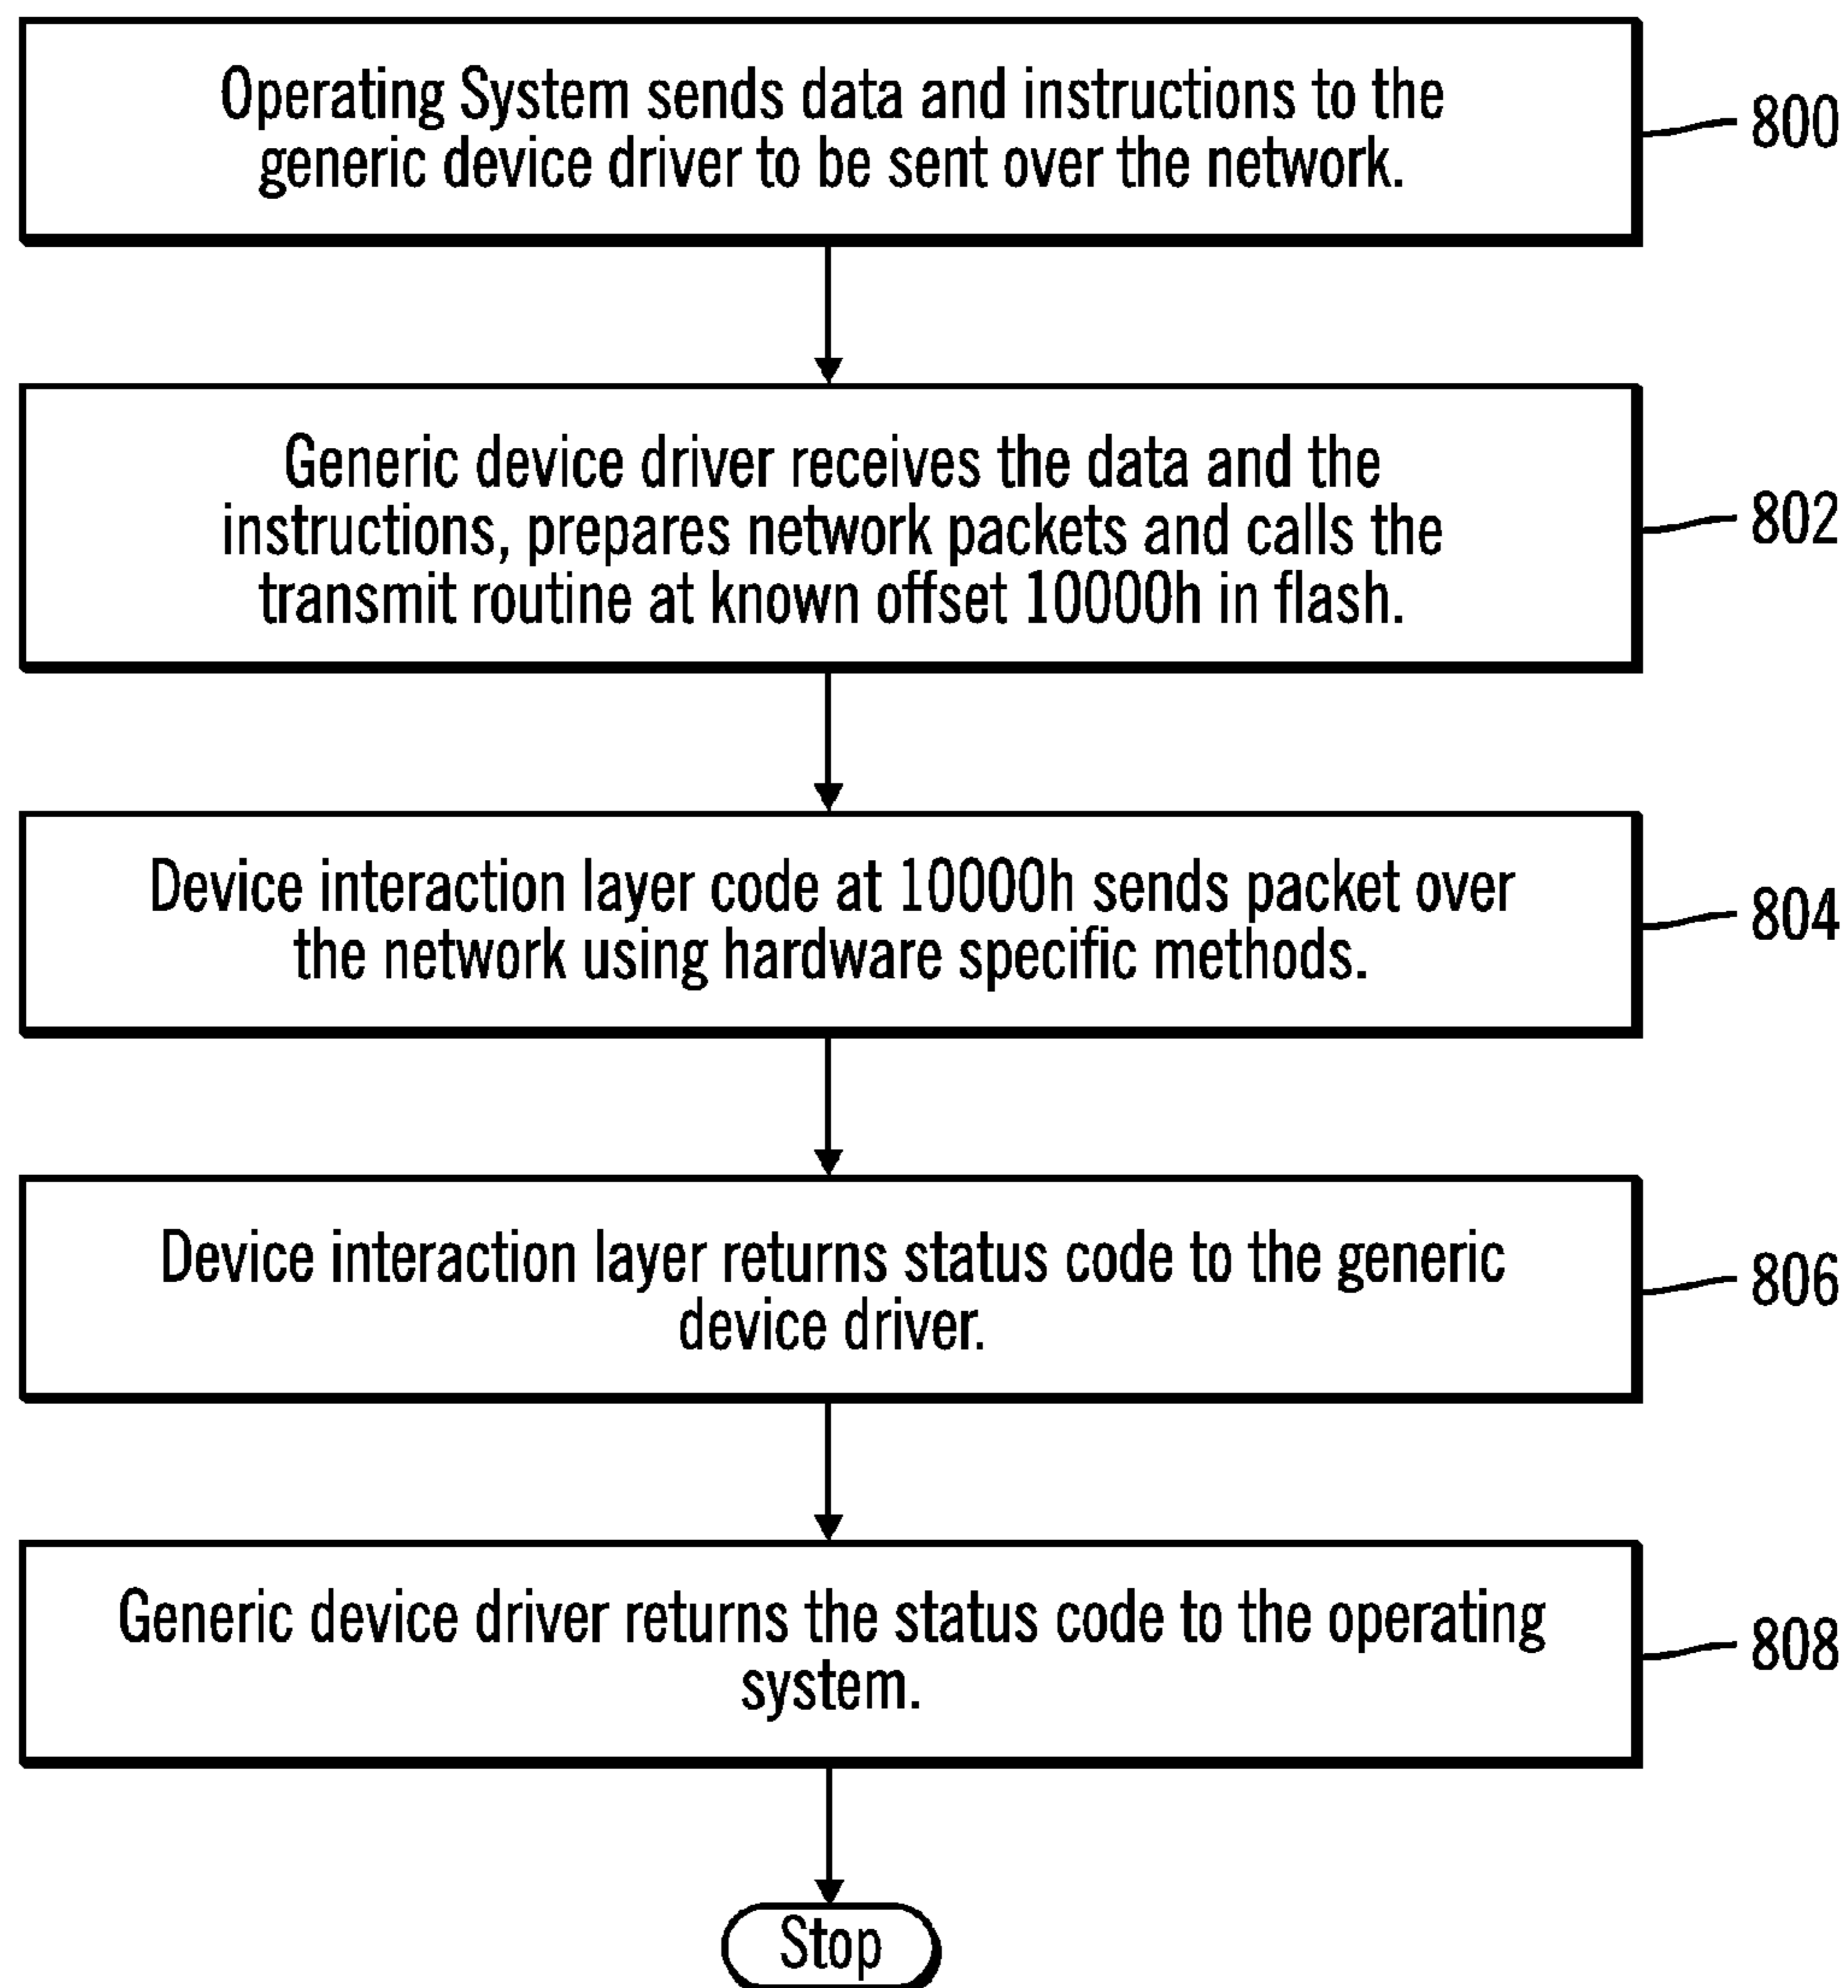 Operating System sends data and instructions to the
generic device driver to be sent over the network.
800
Generic device driver receives the data and the
instructions, prepares network packets and calls the
transmit routine at known offset 10000h in flash.
802
Device interaction layer code at 10000h sends packet over
the network using hardware specific methods.
804
Device interaction layer returns status code to the generic
device driver.
806
Generic device driver returns the status code to the operating
system.
808
Stop